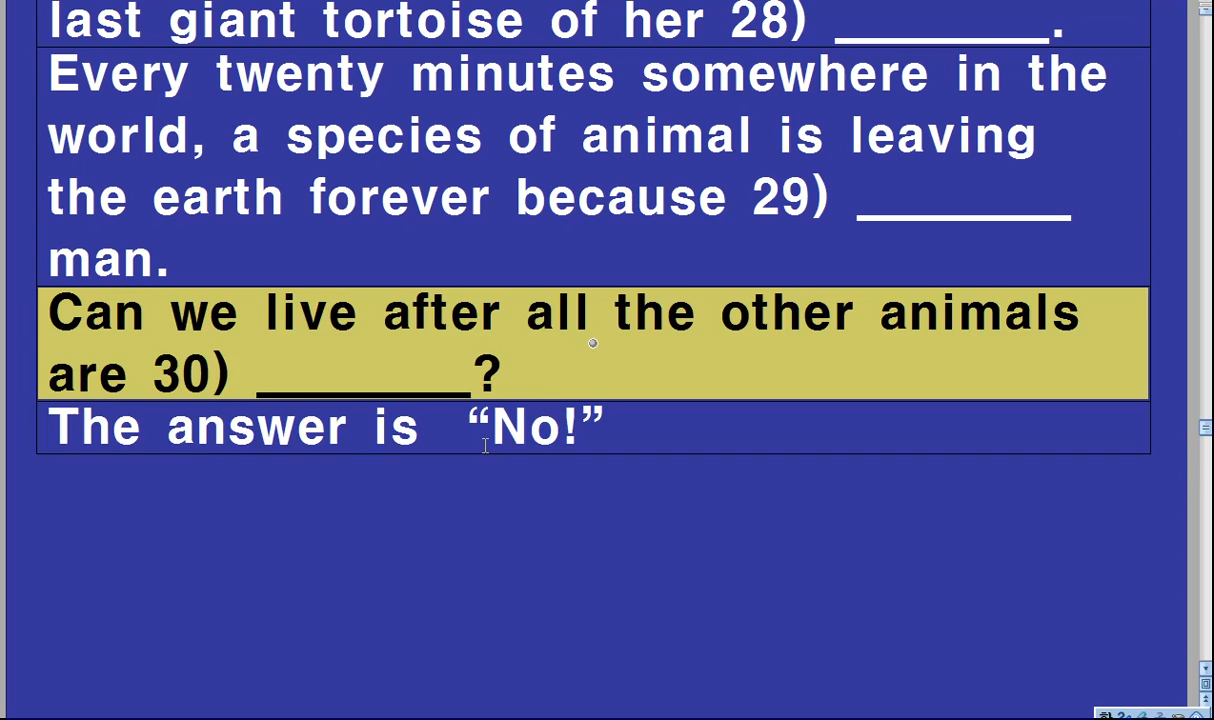 last giant tortoise of her 28) ________.
Every twenty minutes somewhere in the
world, a species of animal is leaving
the earth forever because 29) ________
man.
Can we live after all the other animals
are 30) ________?
The answer is “No!”